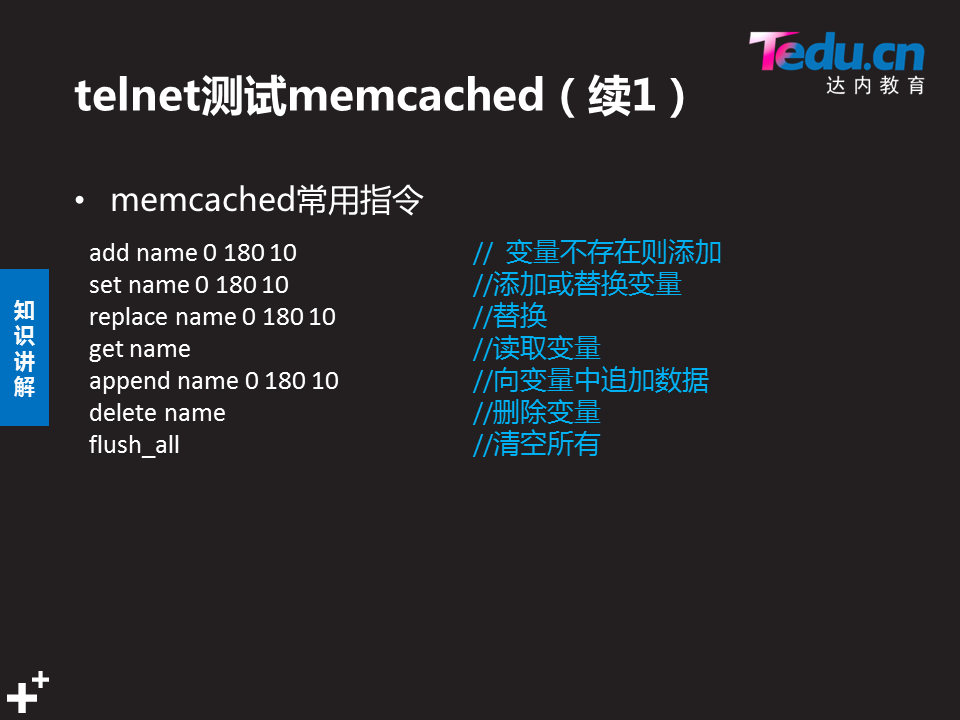 Tedu.cn
达内教育
telnet测试memcached（续1）
• memcached常用指令
add name 0 180 10 // 变量不存在则添加
set name 0 180 10 //添加或替换变量
replace name 0 180 10 //替换
get name //读取变量
append name 0 180 10 //向变量中追加数据
delete name //删除变量
flush_all //清空所有
知识讲解